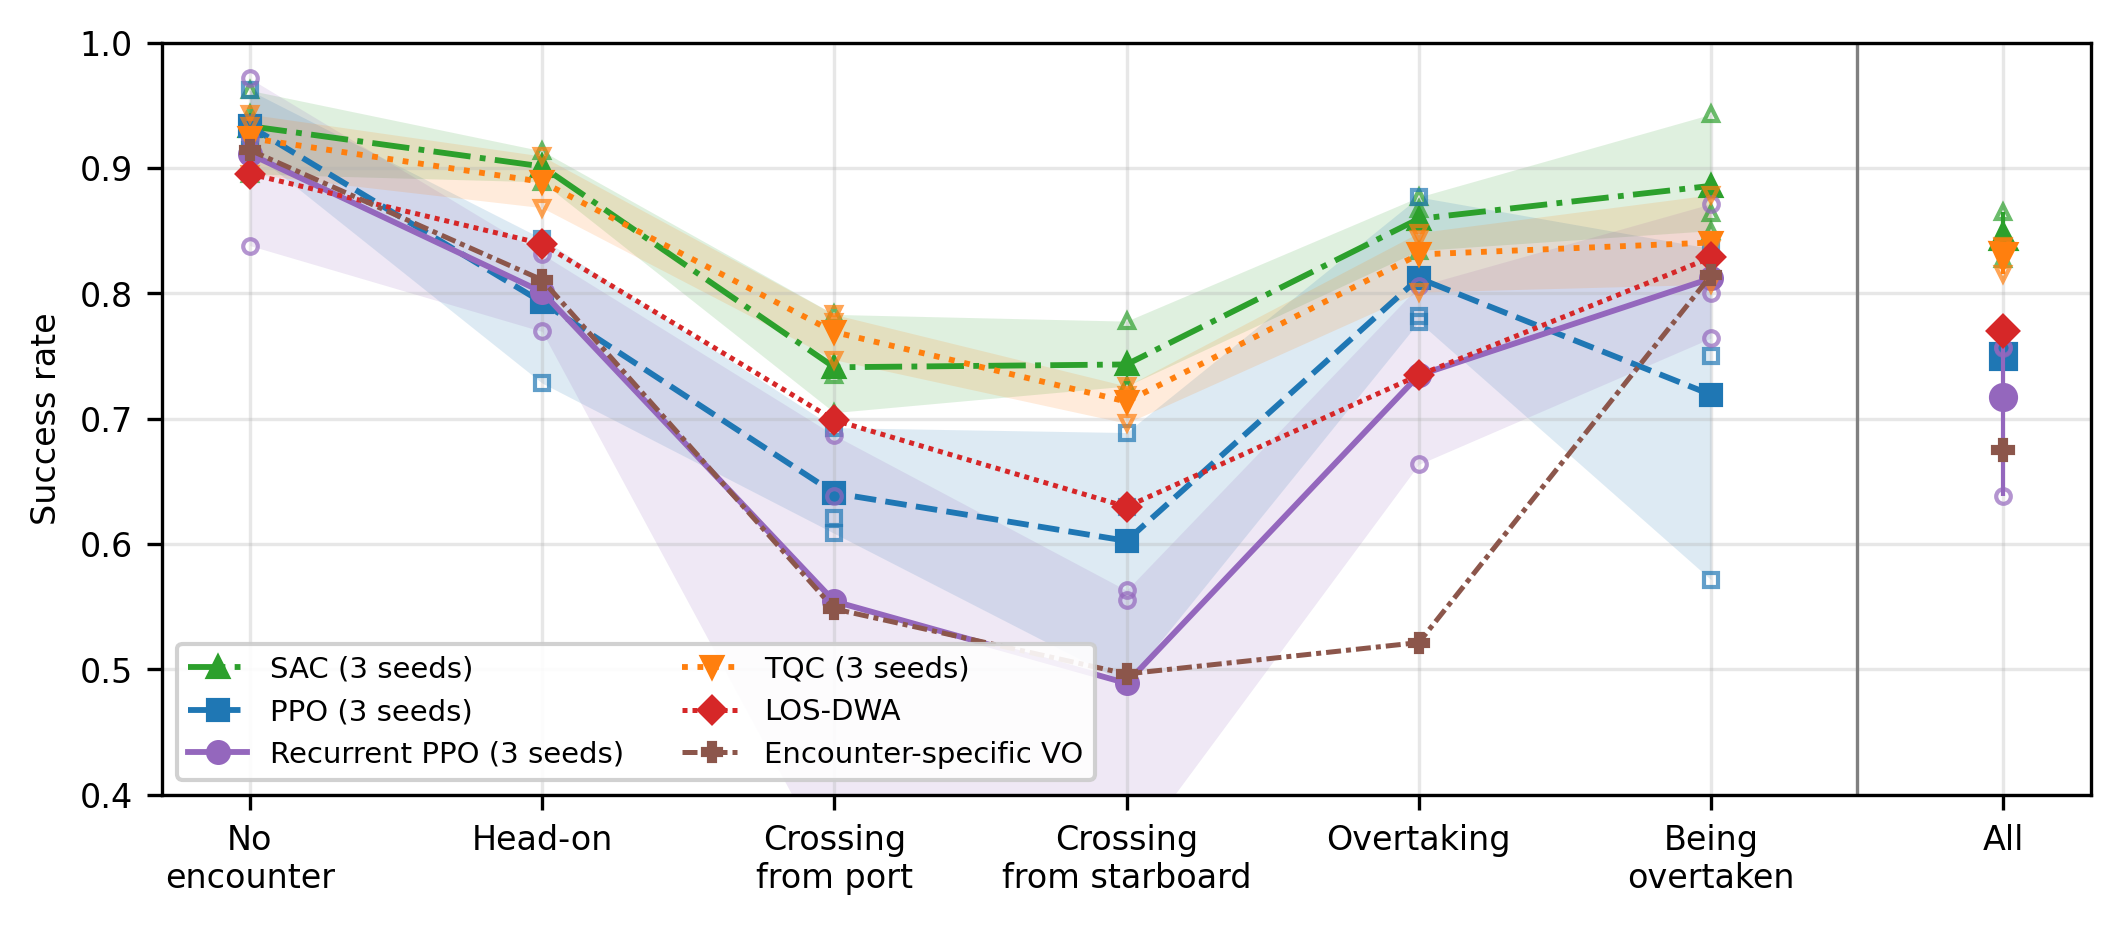 1.0
0.9
0.8
0.7
0.6
0.5
0.4
Success rate
SAC (3 seeds)
PPO (3 seeds)
Recurrent PPO (3 seeds)
TQC (3 seeds)
LOS-DWA
Encounter-specific VO
No
encounter
Head-on
Crossing
from port
Crossing
from starboard
Overtaking
Being
overtaken
All